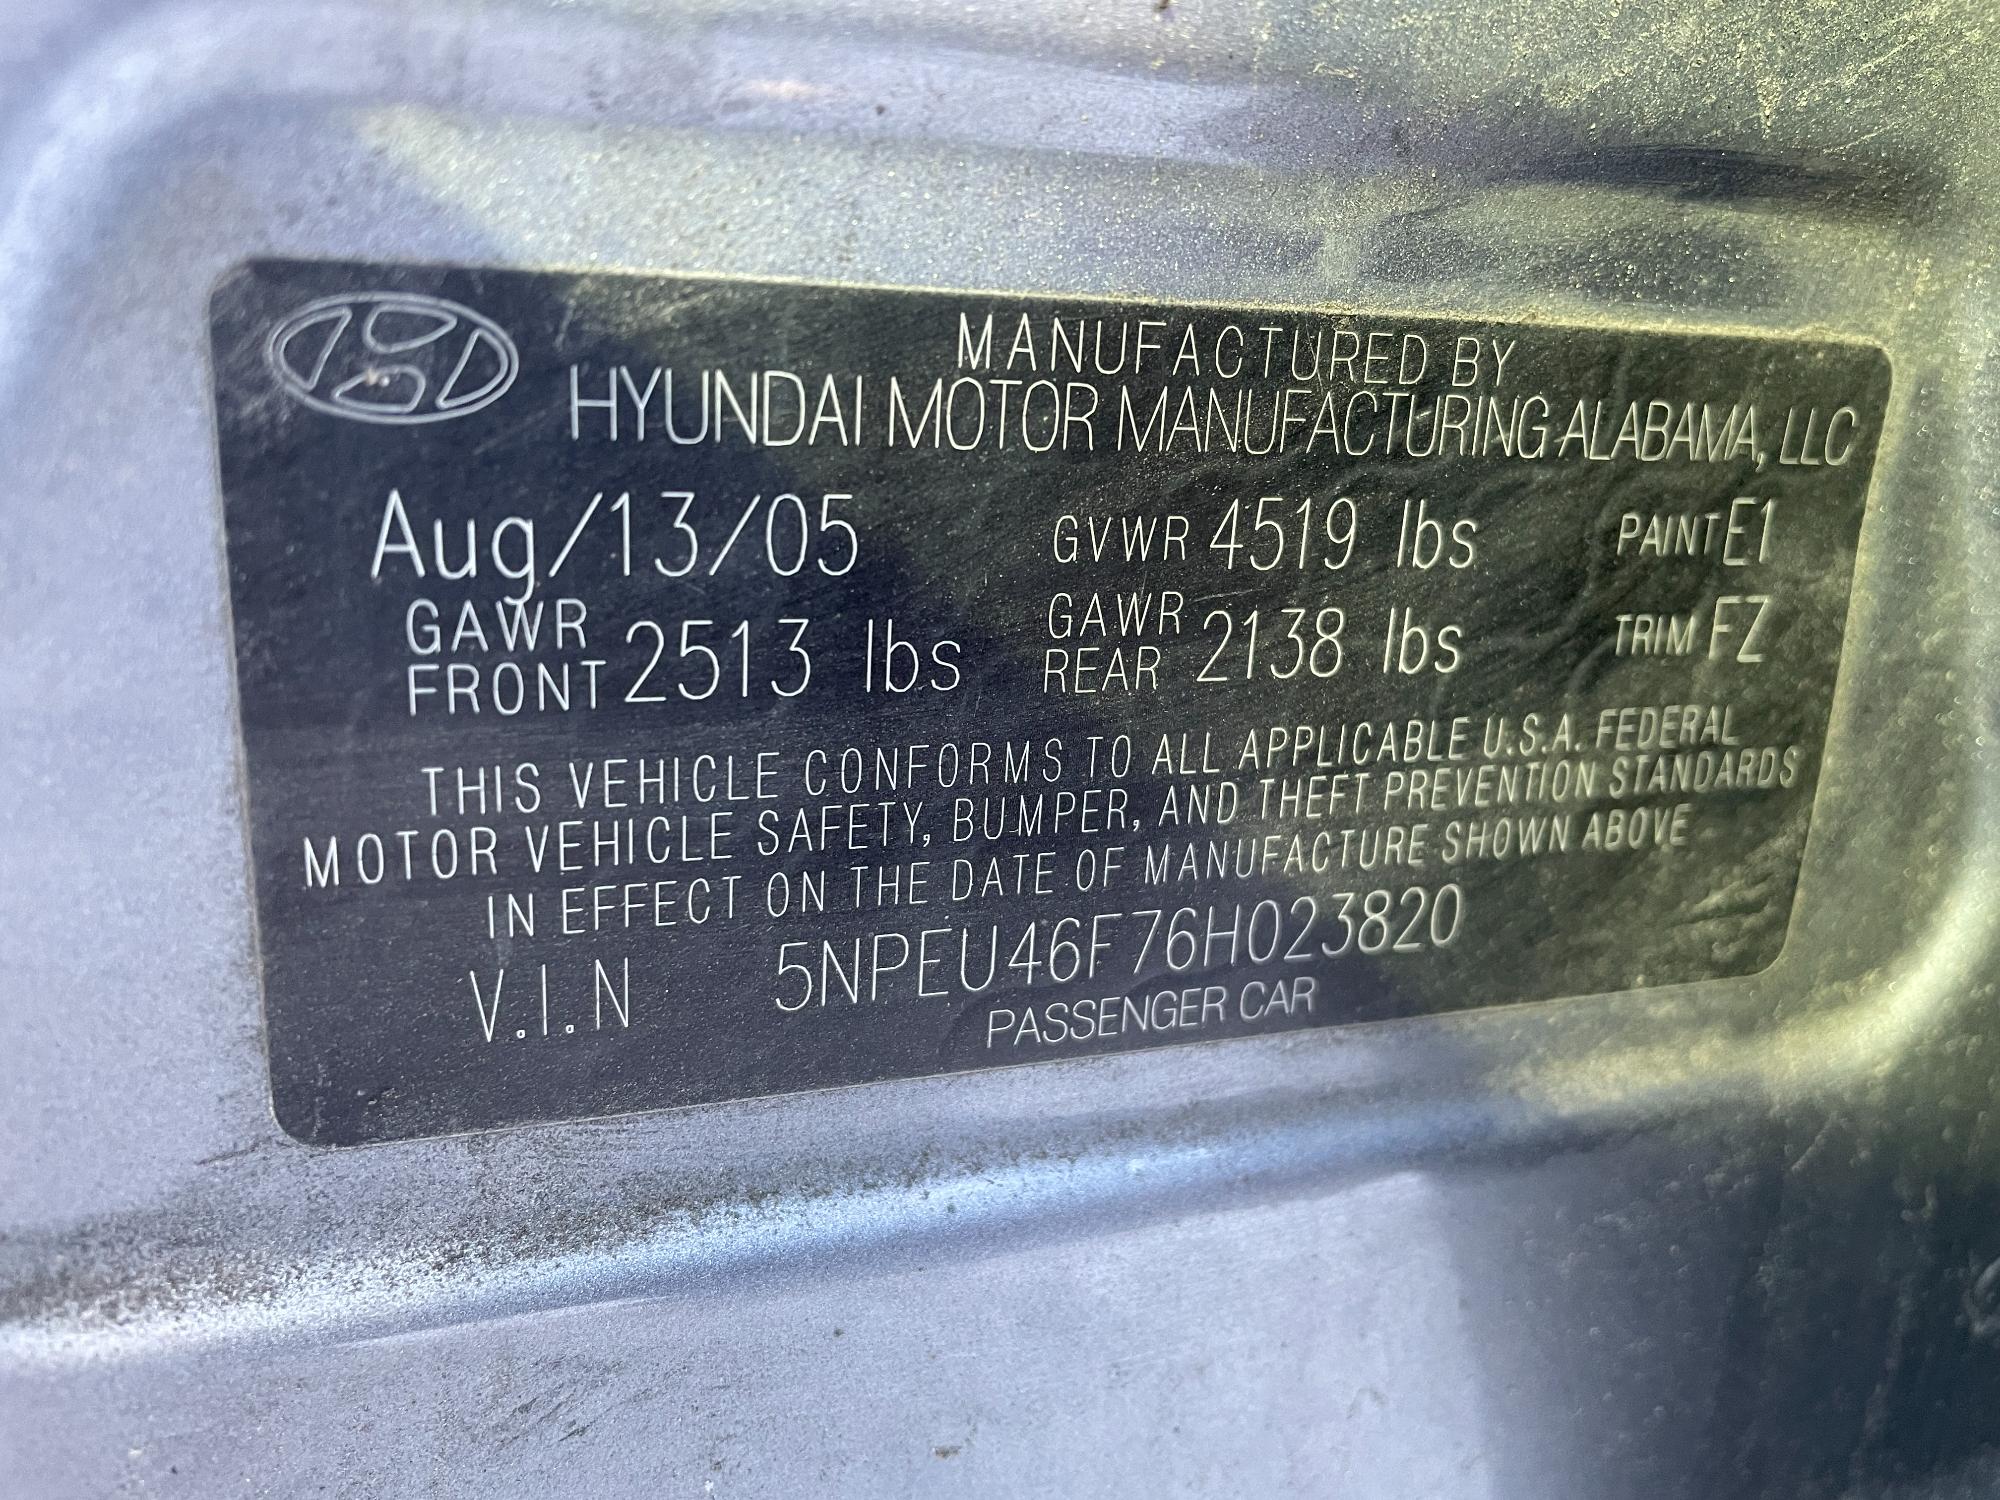 MANUFACTURED BY
HYUNDAI MOTOR MANUFACTURING ALABAMA, LLC
Aug/13/05 GVWR 4519 lbs PAINT E1
GAWR FRONT 2513 lbs GAWR REAR 2138 lbs TRIM FZ
THIS VEHICLE CONFORMS TO ALL APPLICABLE U.S.A. FEDERAL
MOTOR VEHICLE SAFETY, BUMPER, AND THEFT PREVENTION STANDARDS
IN EFFECT ON THE DATE OF MANUFACTURE SHOWN ABOVE
V.I.N 5NPEU46F76H023820
PASSENGER CAR